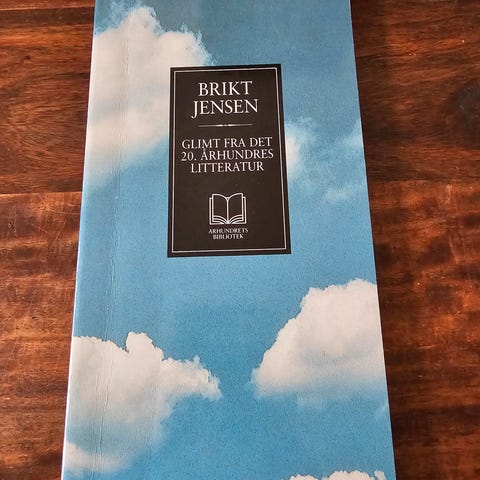 BRIKT
JENSEN
GLIMT FRA DET
20. ÅRHUNDRES
LITTERATUR
ÅRHUNDRETS
BIBLIOTEK